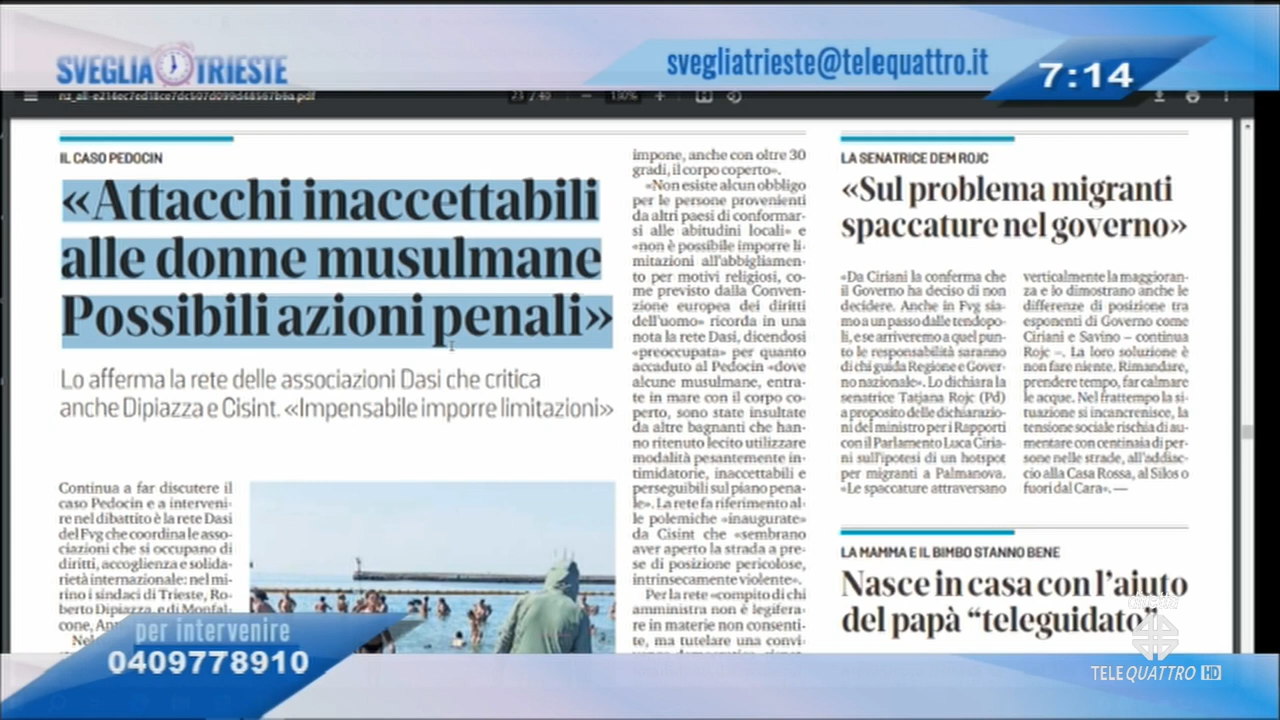 SVEGLIA TRIESTE
svegliatrieste@telequattro.it
7:14
23 / 40
130%
IL CASO PEDOCIN
«Attacchi inaccettabili
alle donne musulmane
Possibili azioni penali»
Lo afferma la rete delle associazioni Dasi che critica
anche Dipiazza e Cisint. «Impensabile imporre limitazioni»
Continua a far discutere il
caso Pedocin e a interveni-
re nel dibattito è la rete Dasi
del Fvg che coordina le asso-
ciazioni che si occupano di
diritti, accoglienza e solida-
rietà internazionale: nel mi-
rino i sindaci di Trieste, Ro-
berto Dipiazza, e di Monfal-
cone,
impone, anche con oltre 30
gradi, il corpo coperto».
«Non esiste alcun obbligo
per le persone provenienti
da altri paesi di conformar-
si alle abitudini locali» e
«non è possibile imporre li-
mitazioni all'abbigliamen-
to per motivi religiosi, co-
me previsto dalla Conven-
zione europea dei diritti
dell'uomo» ricorda in una
nota la rete Dasi, dicendosi
«preoccupata» per quanto
accaduto al Pedocin «dove
alcune musulmane, entra-
te in mare con il corpo co-
perto, sono state insultate
da altre bagnanti che han-
no ritenuto lecito utilizzare
modalità pesantemente in-
timidatorie, inaccettabili e
perseguibili sul piano pena-
le». La rete fa riferimento al-
le polemiche «inaugurate»
da Cisint che «sembrano
aver aperto la strada a pre-
se di posizione pericolose,
intrinsecamente violente».
Per la rete «compito di chi
amministra non è legifera-
re in materie non consenti-
te, ma tutelare una convi-
LA SENATRICE DEM ROJC
«Sul problema migranti
spaccature nel governo»
«Da Ciriani la conferma che
il Governo ha deciso di non
decidere. Anche in Fvg sia-
mo a un passo dalle tendopo-
li, e se arriveremo a quel pun-
to le responsabilità saranno
di chi guida Regione e Gover-
no nazionale». Lo dichiara la
senatrice Tatjana Rojc (Pd)
a proposito delle dichiarazio-
ni del ministro per i Rapporti
con il Parlamento Luca Ciria-
ni sull'ipotesi di un hotspot
per migranti a Palmanova.
«Le spaccature attraversano
verticalmente la maggioran-
za e lo dimostrano anche le
differenze di posizione tra
esponenti di Governo come
Ciriani e Savino – continua
Rojc –. La loro soluzione è
non fare niente. Rimandare,
prendere tempo, far calmare
le acque. Nel frattempo la si-
tuazione si incancrenisce, la
tensione sociale rischia di au-
mentare con centinaia di per-
sone nelle strade, all'addiac-
cio alla Casa Rossa, al Silos o
fuori dal Cara». —
LA MAMMA E IL BIMBO STANNO BENE
Nasce in casa con l'aiuto
del papà “teleguidato”
per intervenire
0409778910
TELEQUATTRO HD